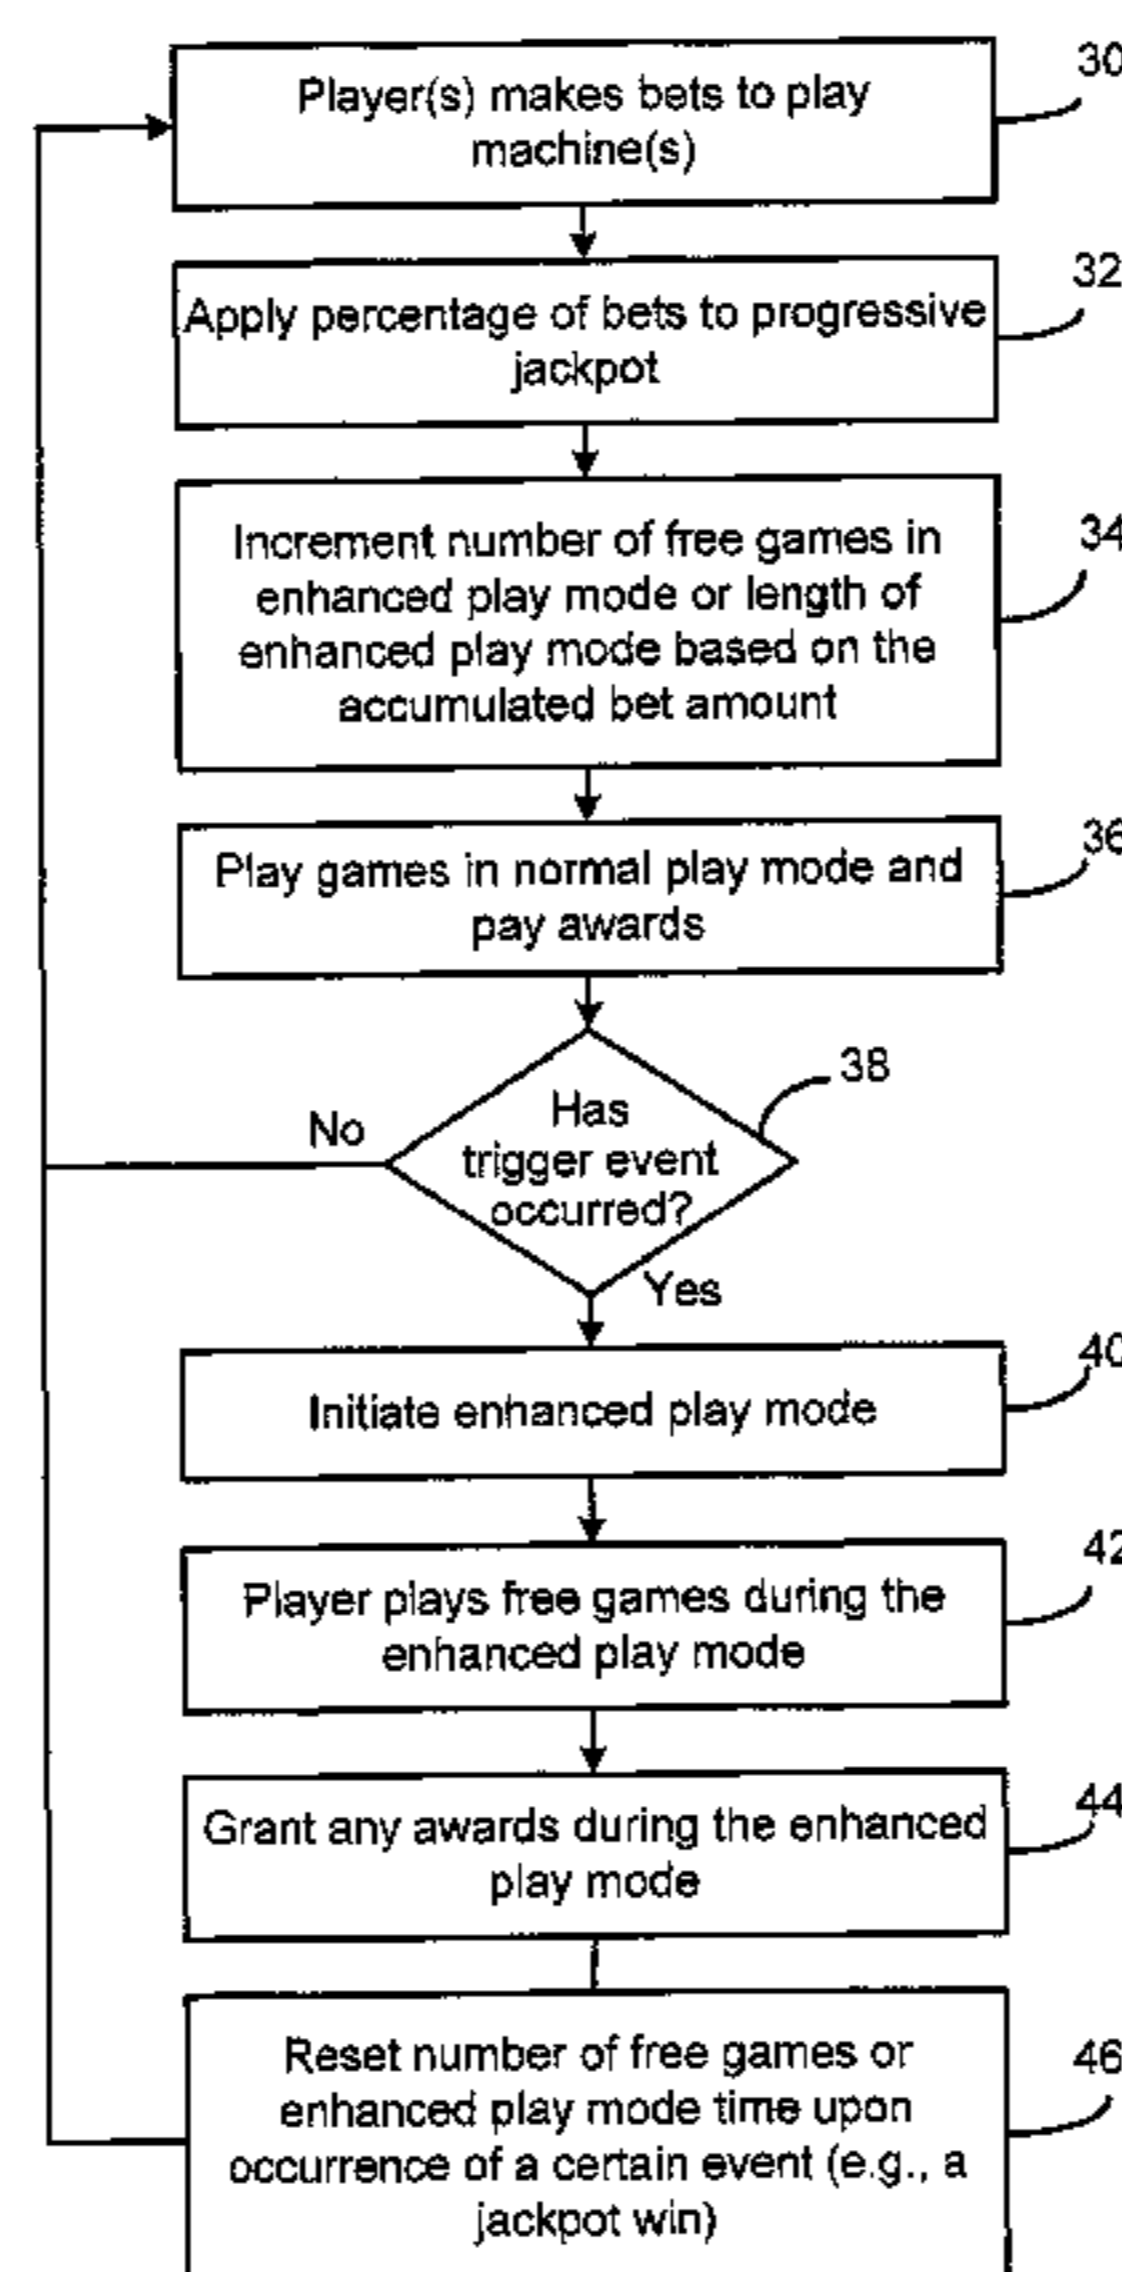 Player(s) makes bets to play
machine(s)
30
Apply percentage of bets to progressive
jackpot
32
Increment number of free games in
enhanced play mode or length of
enhanced play mode based on the
accumulated bet amount
34
Play games in normal play mode and
pay awards
36
Has
trigger event
occurred?
38
No
Yes
Initiate enhanced play mode
40
Player plays free games during the
enhanced play mode
42
Grant any awards during the enhanced
play mode
44
Reset number of free games or
enhanced play mode time upon
occurrence of a certain event (e.g., a
jackpot win)
46